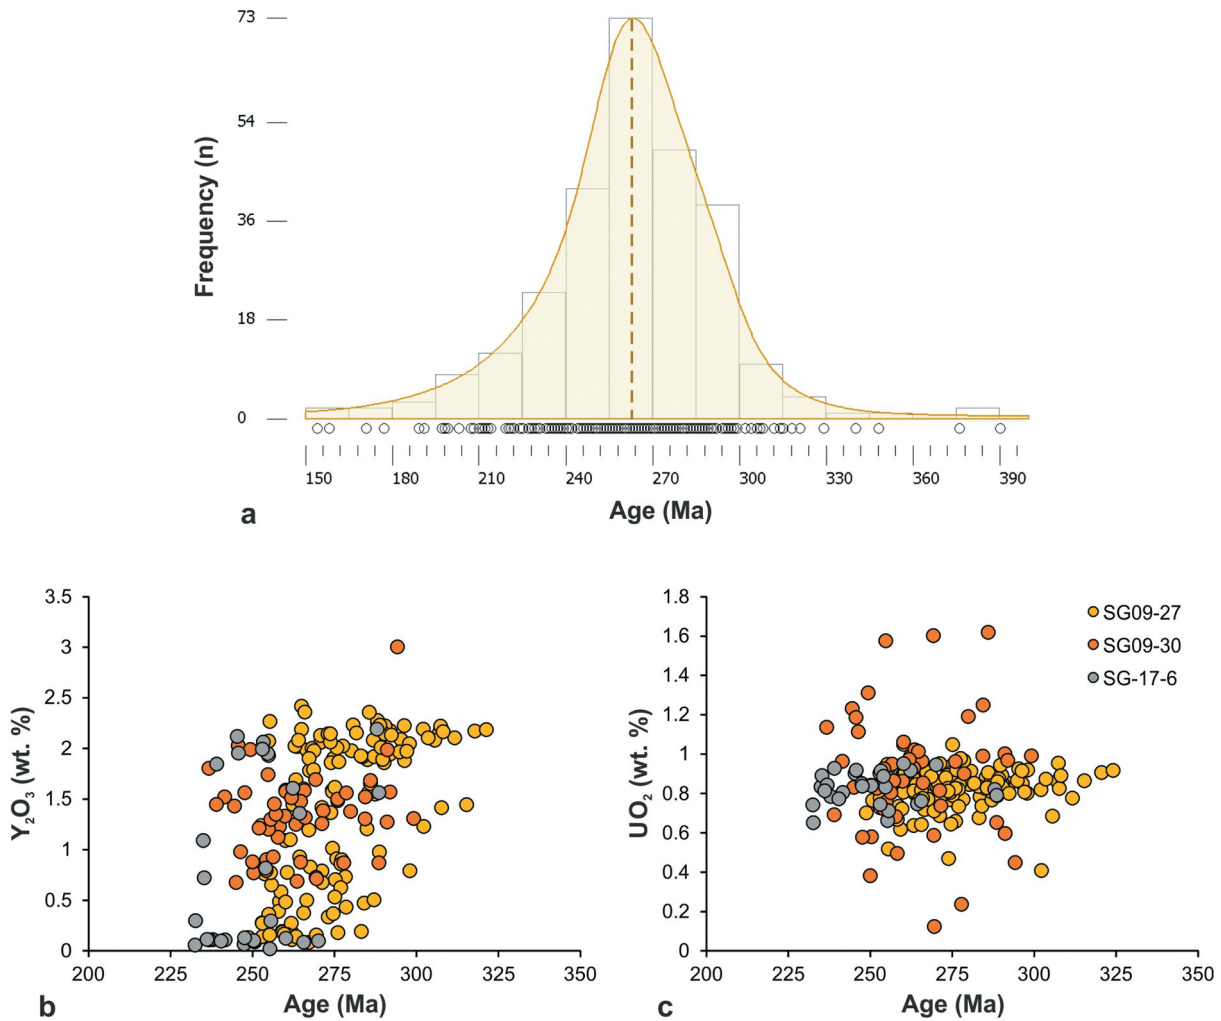 73
54
36
18
0
Frequency (n)
150 180 210 240 270 300 330 360 390
Age (Ma)
a
3.5
3
2.5
2
1.5
1
0.5
0
Y₂O₃ (wt. %)
200 225 250 275 300 350
Age (Ma)
b
1.8
1.6
1.4
1.2
1
0.8
0.6
0.4
0.2
0
UO₂ (wt. %)
200 225 250 275 300 350
Age (Ma)
c
SG09-27
SG09-30
SG-17-6